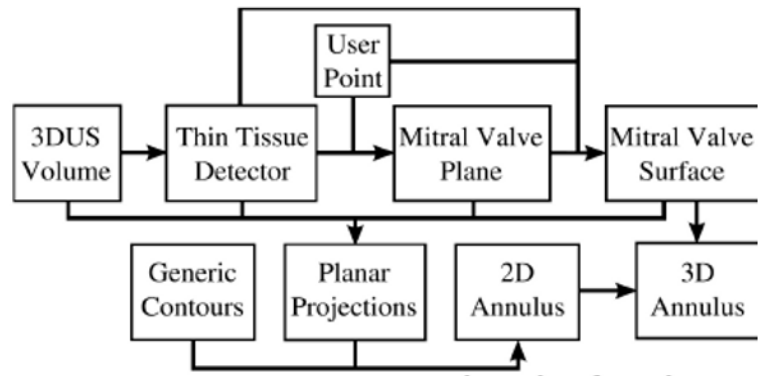 User
Point
3DUS
Volume
Thin Tissue
Detector
Mitral Valve
Plane
Mitral Valve
Surface
Generic
Contours
Planar
Projections
2D
Annulus
3D
Annulus